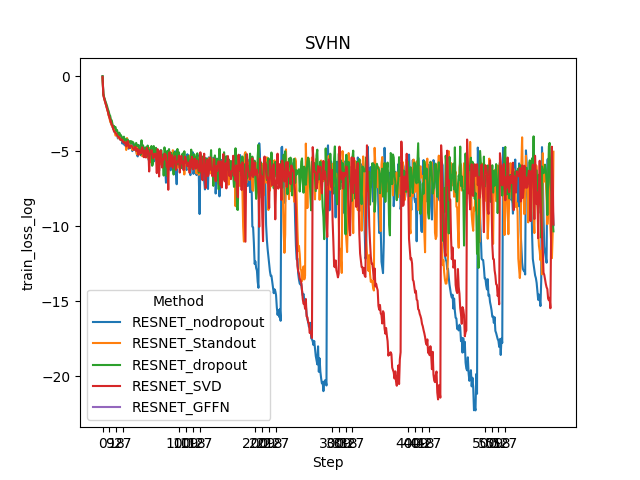 SVHN
train_loss_log
0
−5
−10
−15
−20
Method
RESNET_nodropout
RESNET_Standout
RESNET_dropout
RESNET_SVD
RESNET_GFFN
Step